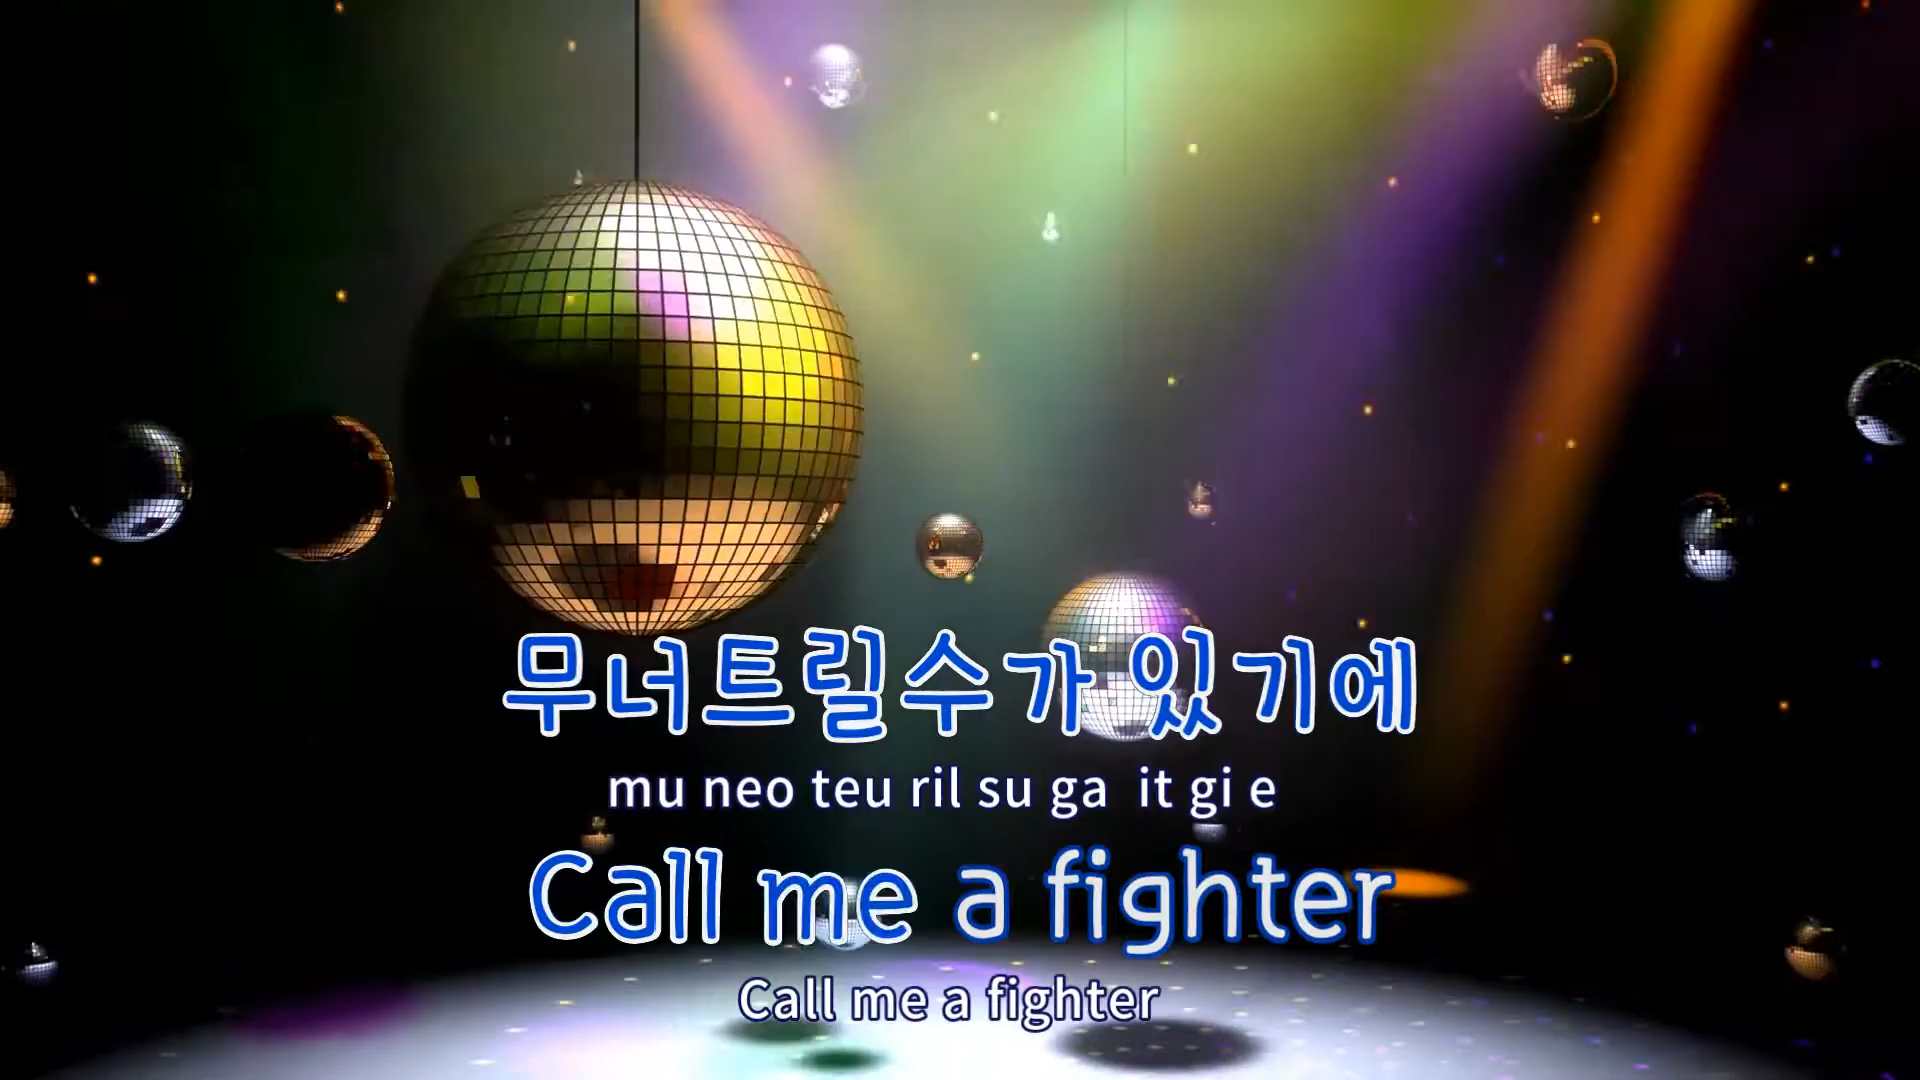 무너트릴수가 있기에
mu neo teu ril su ga it gi e
Call me a fighter
Call me a fighter